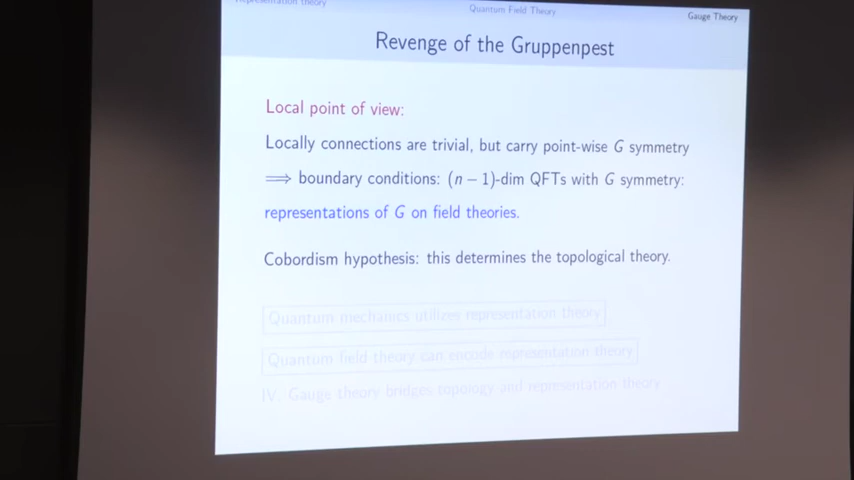 Representation theory
Quantum Field Theory
Gauge Theory
Revenge of the Gruppenpest
Local point of view:
Locally connections are trivial, but carry point-wise G symmetry
⟹ boundary conditions: (n − 1)-dim QFTs with G symmetry:
representations of G on field theories.
Cobordism hypothesis: this determines the topological theory.
Quantum mechanics utilizes representation theory
Quantum field theory can encode representation theory
IV. Gauge theory bridges topology and representation theory